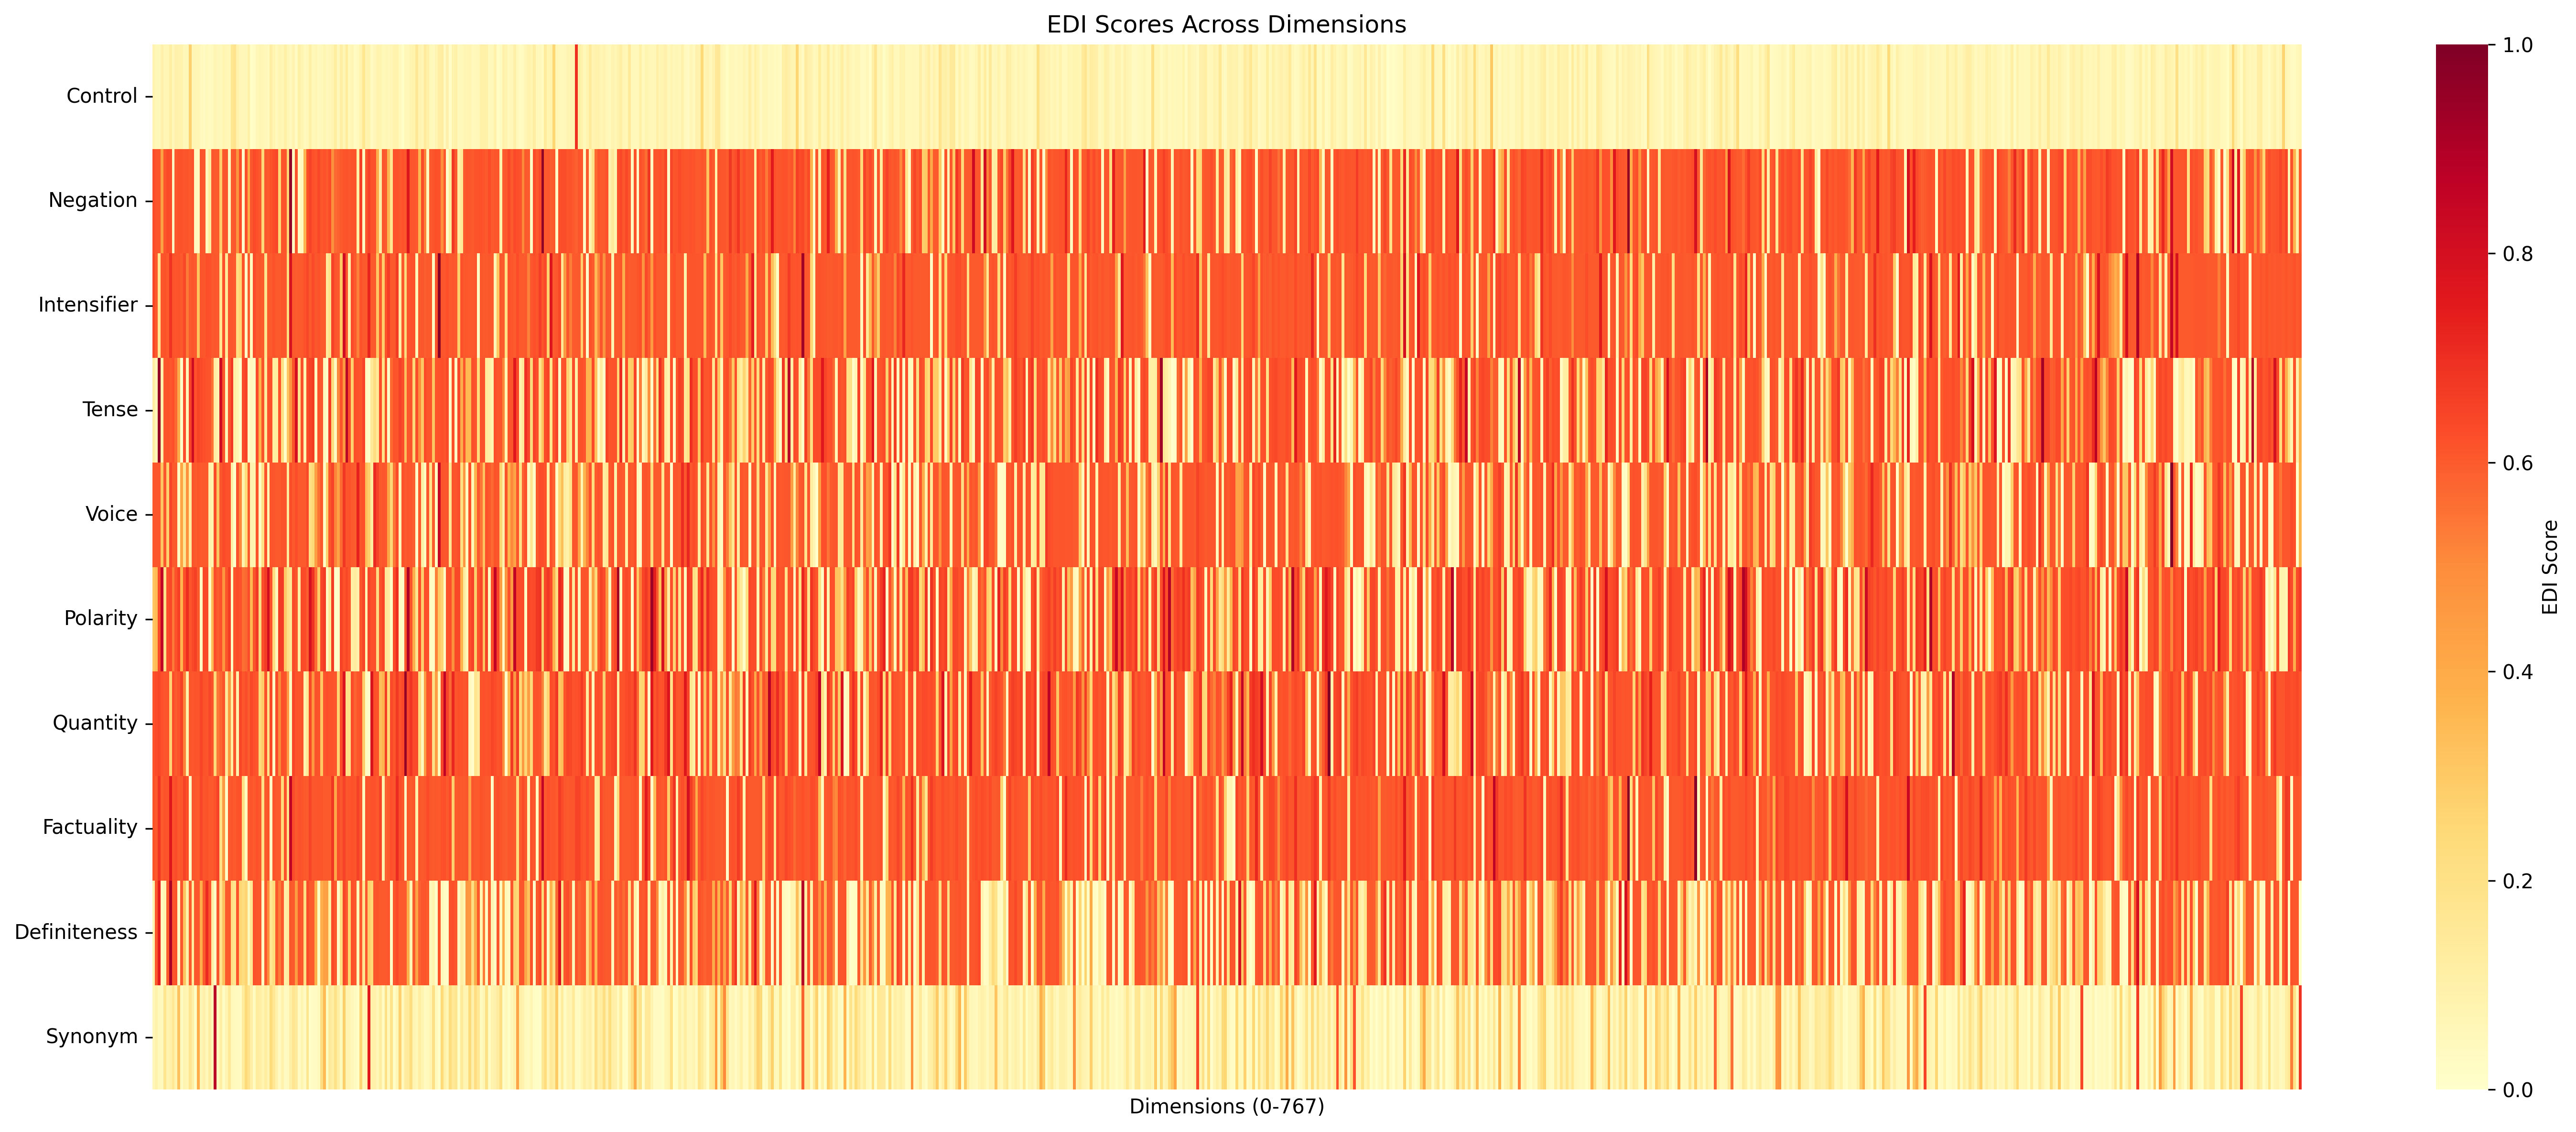 EDI Scores Across Dimensions
Control
Negation
Intensifier
Tense
Voice
Polarity
Quantity
Factuality
Definiteness
Synonym
Dimensions (0-767)
1.0
0.8
0.6
0.4
0.2
0.0
EDI Score